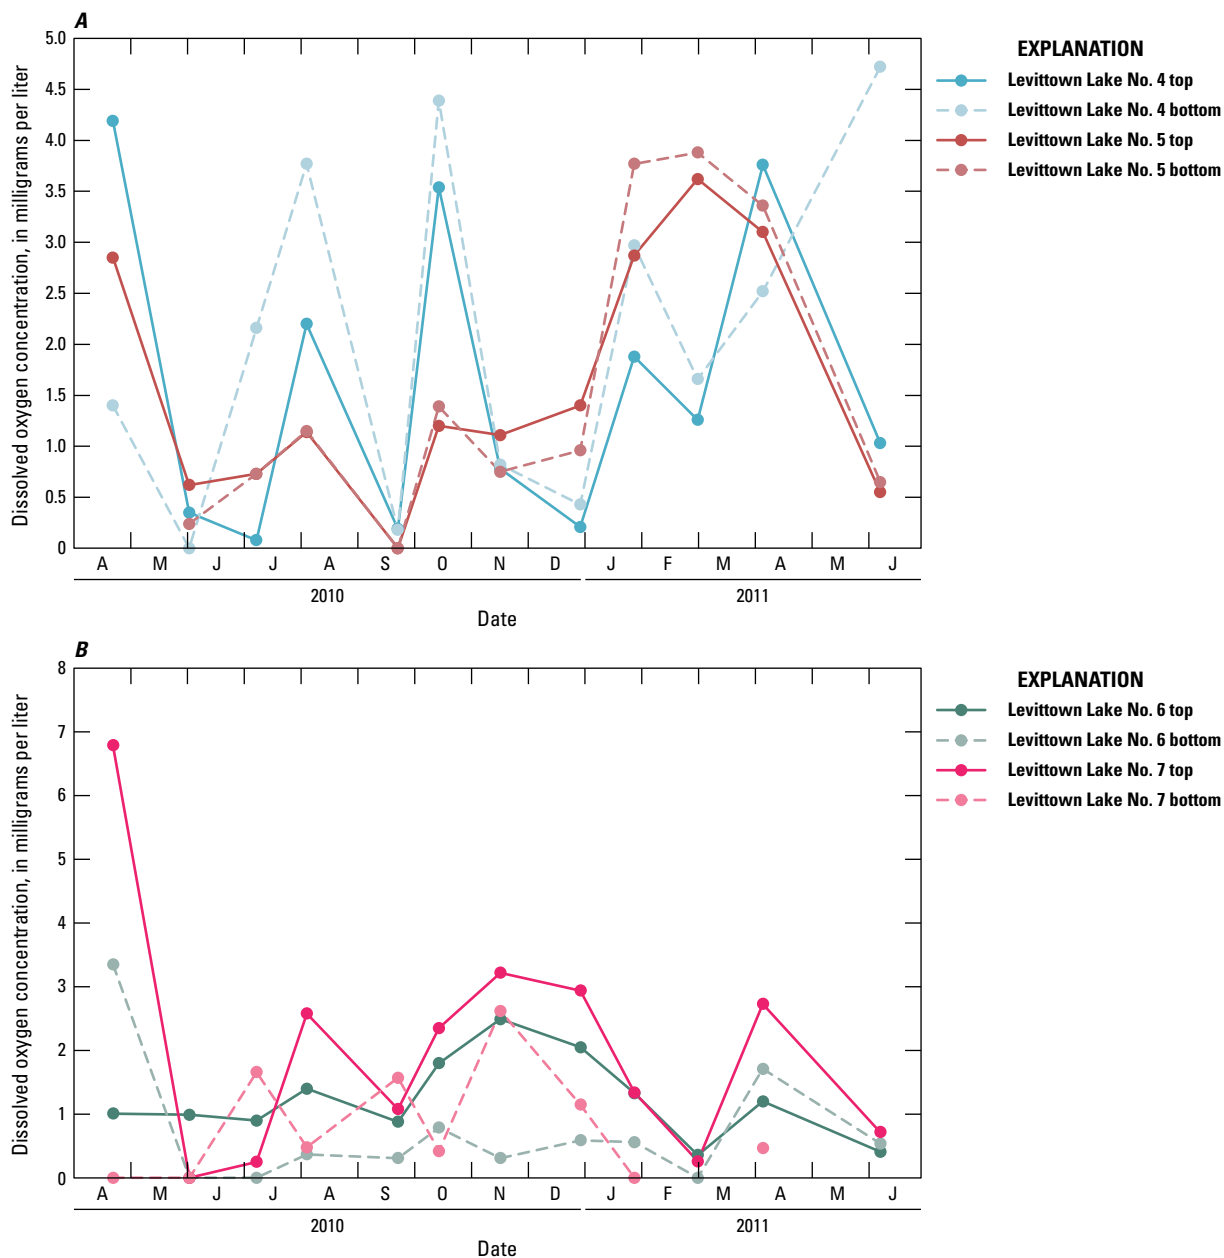 A
5.0
4.5
4.0
3.5
3.0
2.5
2.0
1.5
1.0
0.5
0
Dissolved oxygen concentration, in milligrams per liter
A M J J A S O N D J F M A M J
2010 2011
Date
EXPLANATION
Levittown Lake No. 4 top
Levittown Lake No. 4 bottom
Levittown Lake No. 5 top
Levittown Lake No. 5 bottom
B
8
7
6
5
4
3
2
1
0
Dissolved oxygen concentration, in milligrams per liter
A M J J A S O N D J F M A M J
2010 2011
Date
EXPLANATION
Levittown Lake No. 6 top
Levittown Lake No. 6 bottom
Levittown Lake No. 7 top
Levittown Lake No. 7 bottom